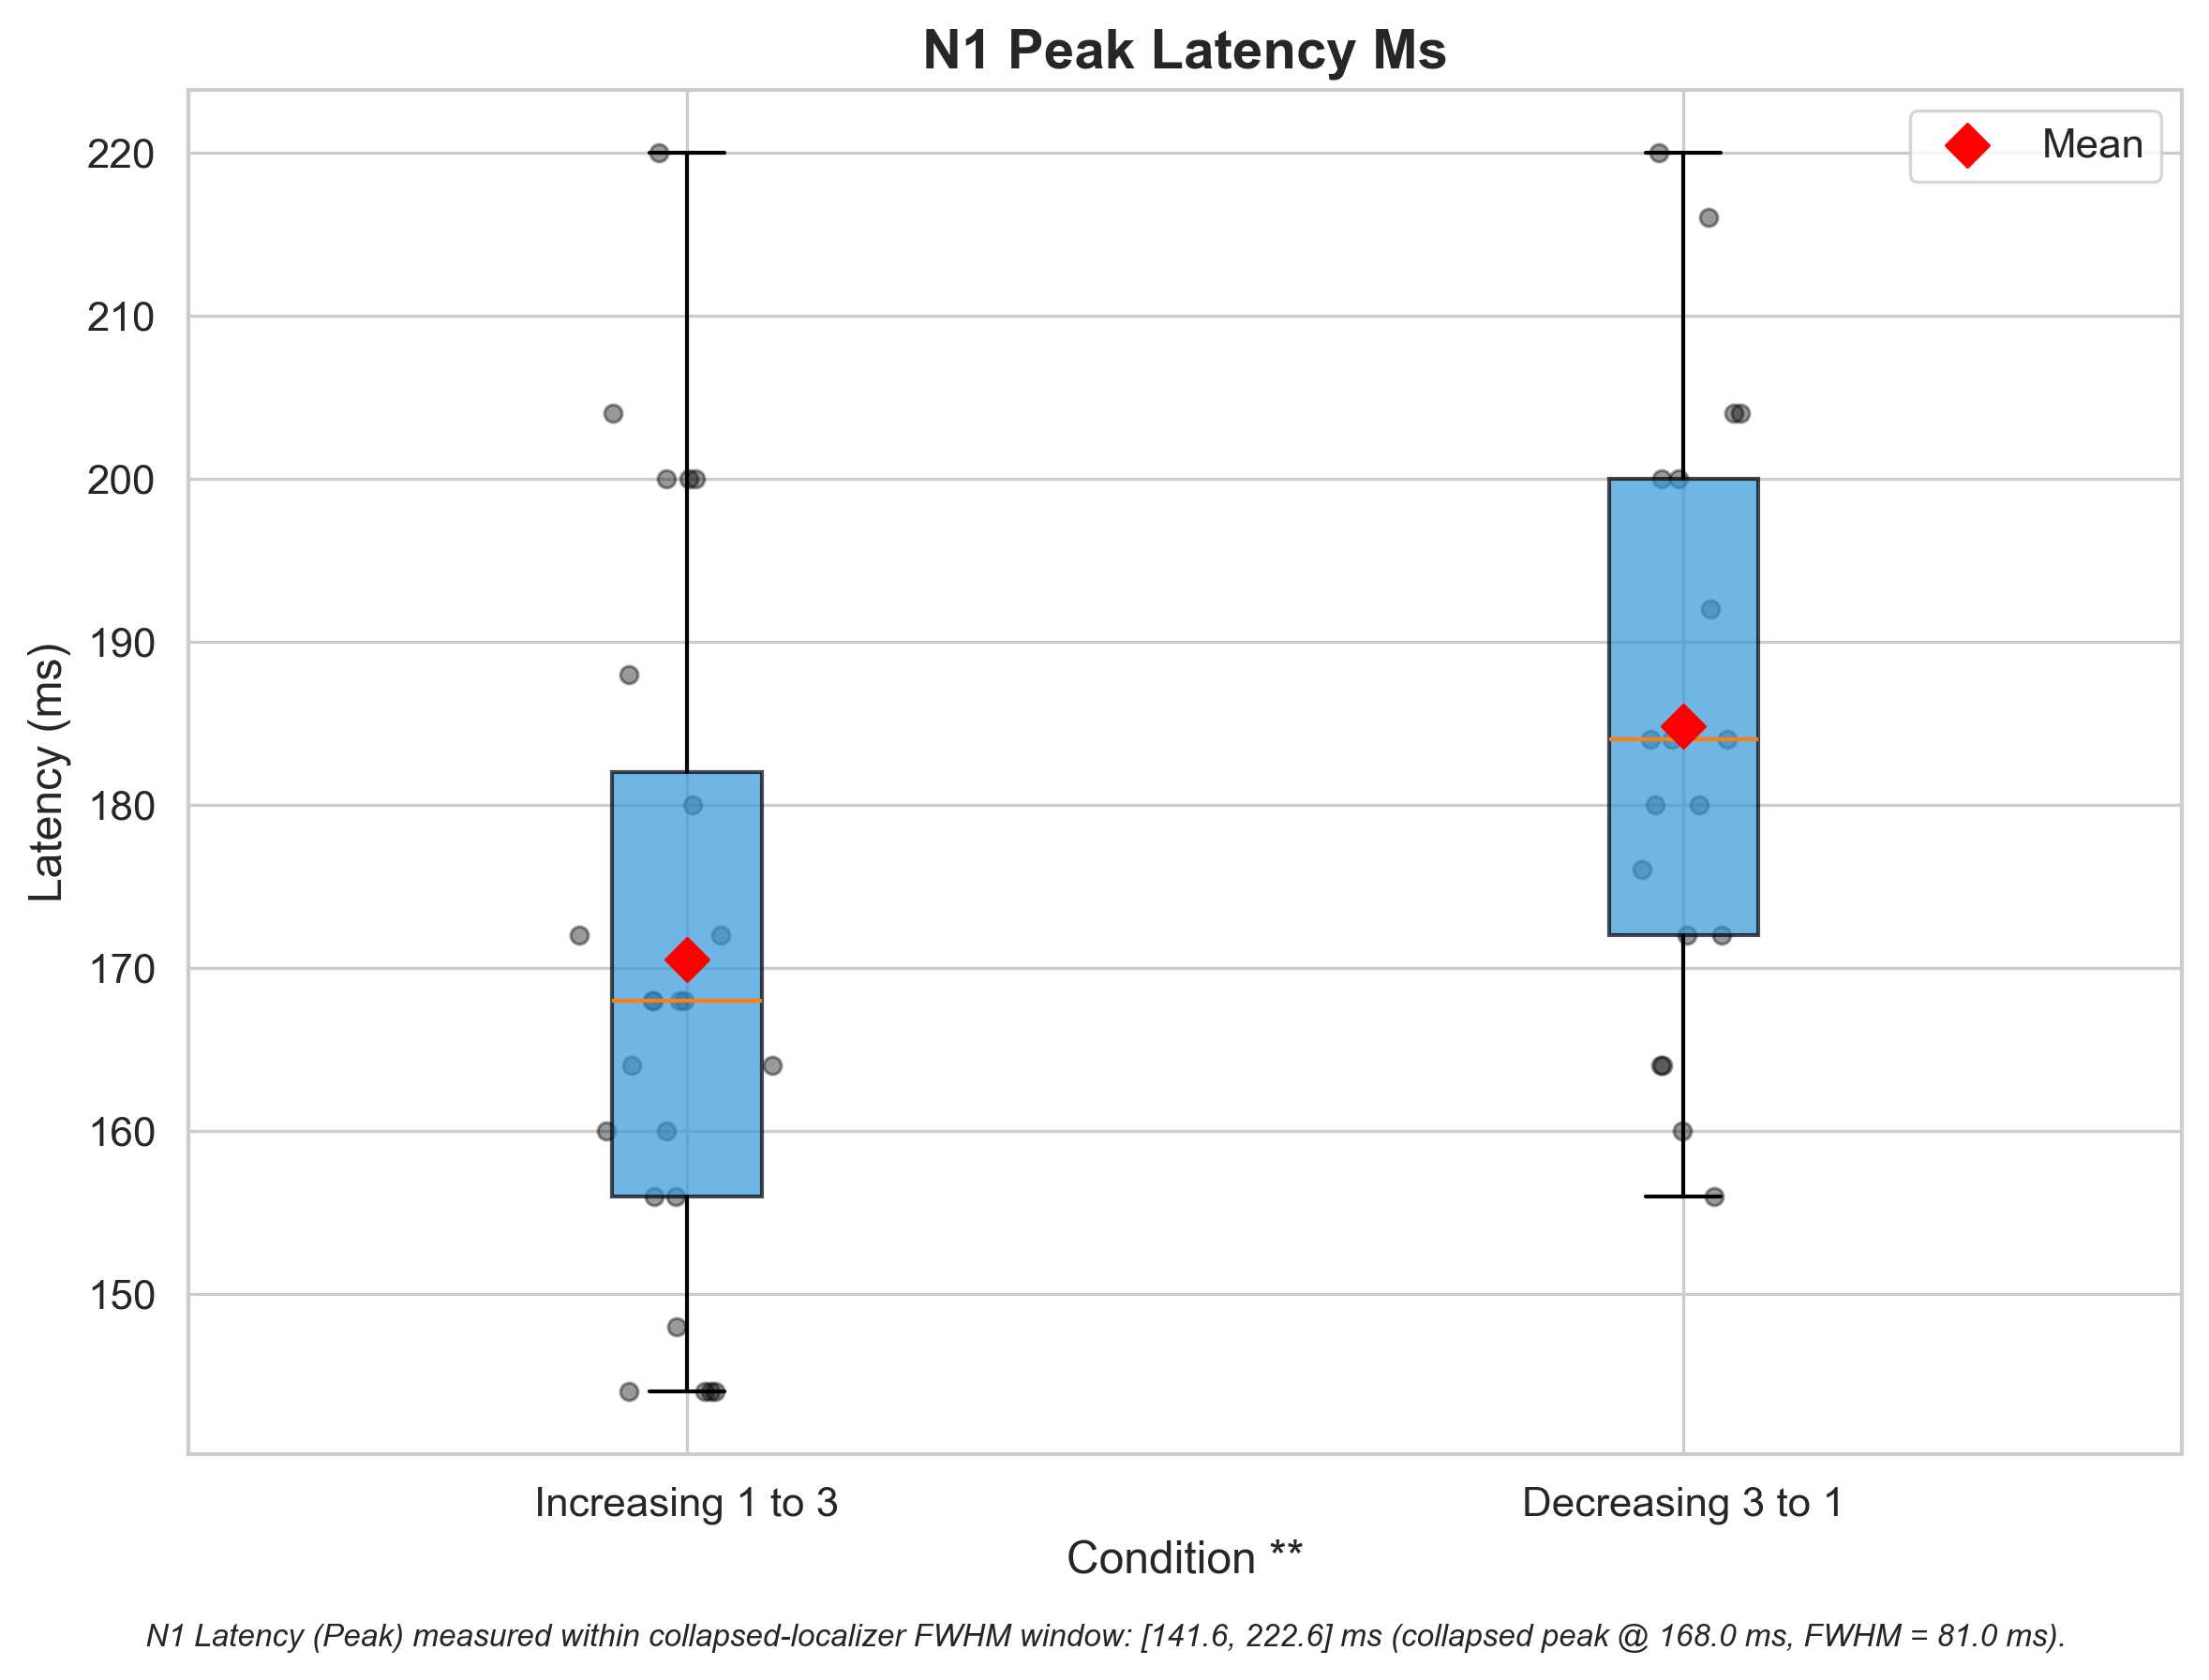 N1 Peak Latency Ms
Mean
220
210
200
190
180
170
160
150
Latency (ms)
Increasing 1 to 3
Decreasing 3 to 1
Condition **
N1 Latency (Peak) measured within collapsed-localizer FWHM window: [141.6, 222.6] ms (collapsed peak @ 168.0 ms, FWHM = 81.0 ms).